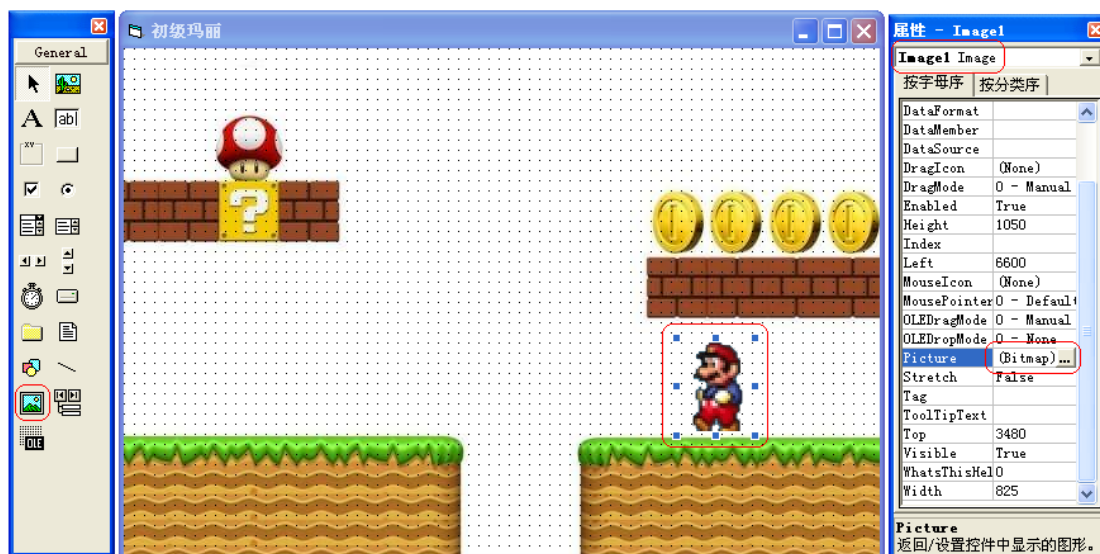 General
A
ab
XY
OLE
初级玛丽
?
属性 - Image1
Image1 Image
按字母序
按分类序
DataFormat
DataMember
DataSource
DragIcon (None)
DragMode 0 - Manual
Enabled True
Height 1050
Index
Left 6600
MouseIcon (None)
MousePointer 0 - Default
OLEDragMode 0 - Manual
OLEDropMode 0 - None
Picture (Bitmap) ...
Stretch False
Tag
ToolTipText
Top 3480
Visible True
WhatsThisHel 0
Width 825
Picture
返回/设置控件中显示的图形。